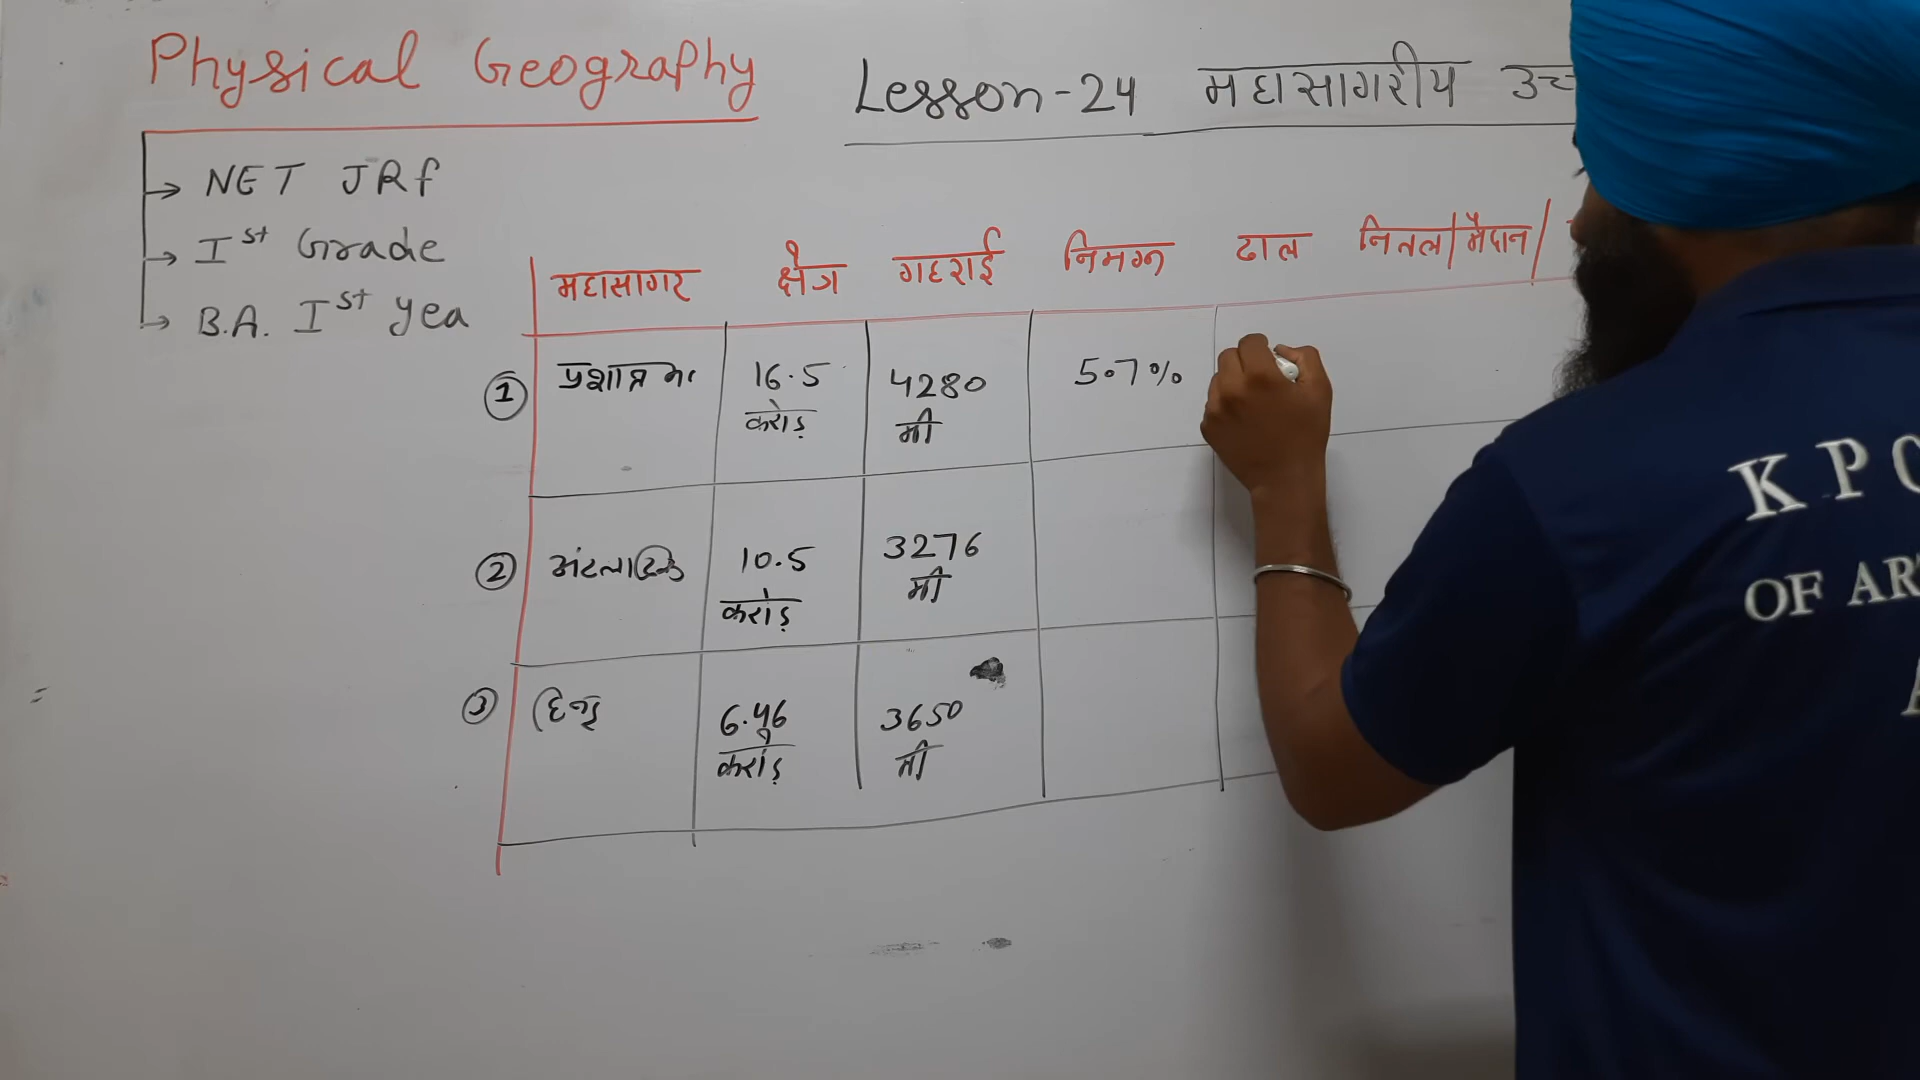 Physical Geography
Lesson-24 महासागरीय उच
→ NET JRf
→ Ist Grade
→ B.A. Ist yea
महासागर क्षेत्र गहराई निमग्न ढाल नितल/मैदान/
① प्रशान्त म॰ 16.5 करोड़ 4280 मी 5.7%
② अंटलांटिक 10.5 करोड़ 3276 मी
③ हिन्द 6.46 करोड़ 3650 मी
KPC
OF AR
A